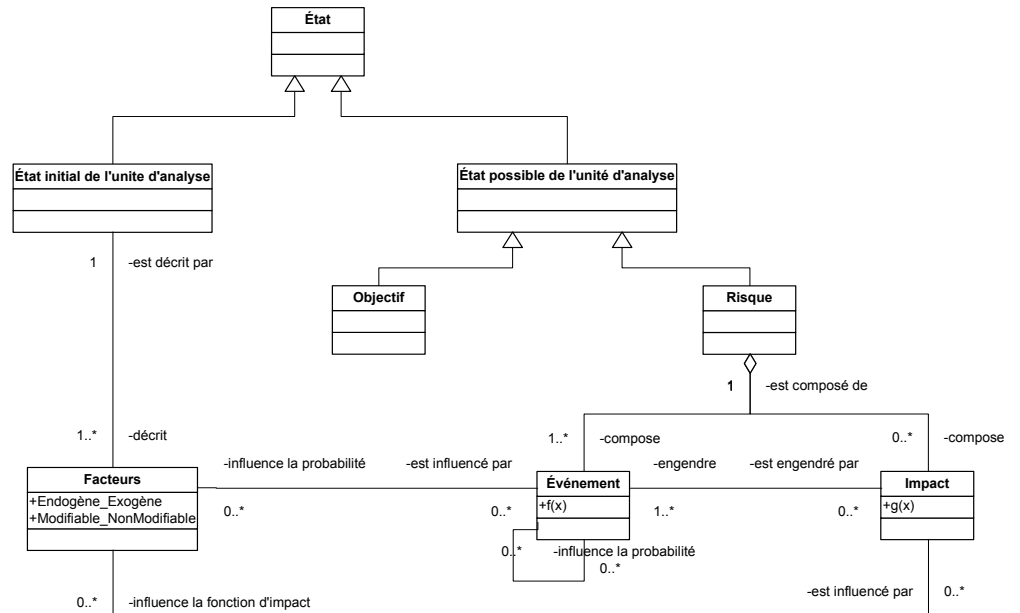 État
État initial de l'unite d'analyse
État possible de l'unité d'analyse
1
-est décrit par
Objectif
Risque
1
-est composé de
1..*
-décrit
1..*
-compose
0..*
-compose
-influence la probabilité
-est influencé par
-engendre
-est engendré par
Facteurs
+Endogène_Exogène
+Modifiable_NonModifiable
Événement
+f(x)
Impact
+g(x)
0..*
0..*
1..*
0..*
0..*
-influence la probabilité
0..*
0..*
-influence la fonction d'impact
-est influencé par
0..*